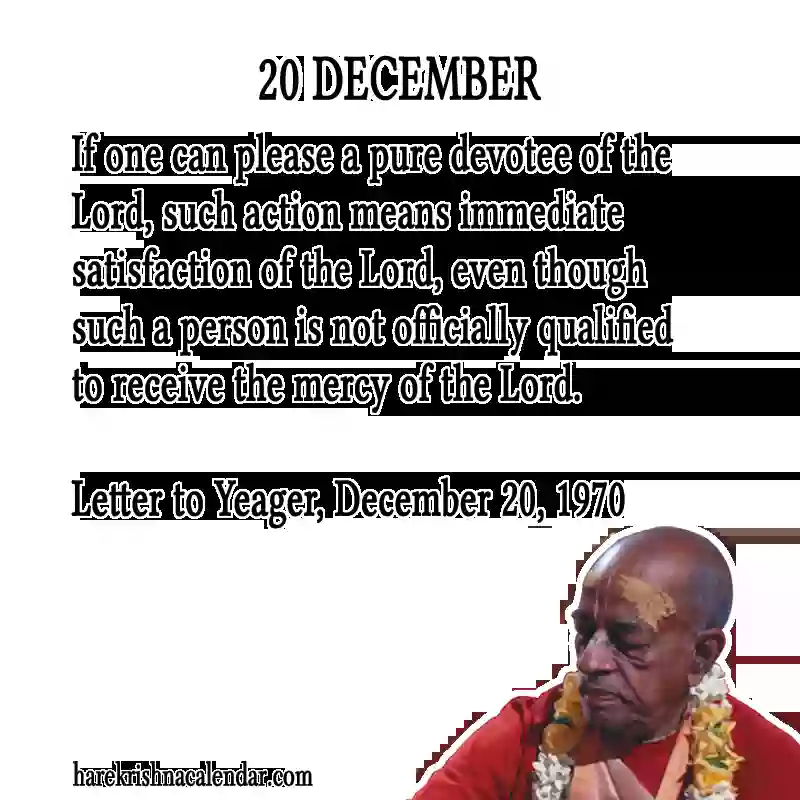 20 DECEMBER
If one can please a pure devotee of the
Lord, such action means immediate
satisfaction of the Lord, even though
such a person is not officially qualified
to receive the mercy of the Lord.
Letter to Yeager, December 20, 1970
harekrishnacalendar.com